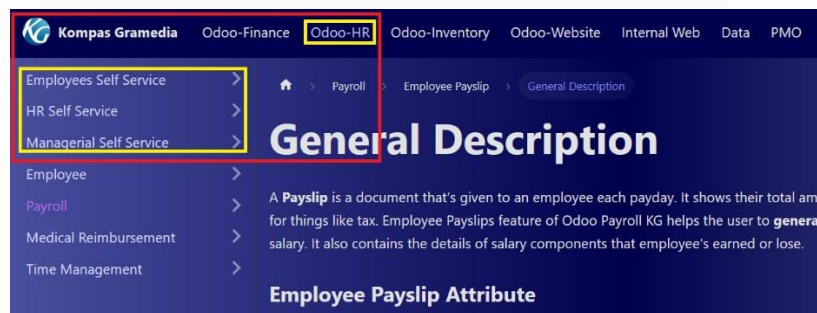 Kompas Gramedia Odoo-Finance Odoo-HR Odoo-Inventory Odoo-Website Internal Web Data PMO
Employees Self Service
HR Self Service
Managerial Self Service
Employee
Payroll
Medical Reimbursement
Time Management
Payroll Employee Payslip General Description
General Description
A Payslip is a document that's given to an employee each payday. It shows their total am
for things like tax. Employee Payslips feature of Odoo Payroll KG helps the user to genera
salary. It also contains the details of salary components that employee's earned or lose.
Employee Payslip Attribute